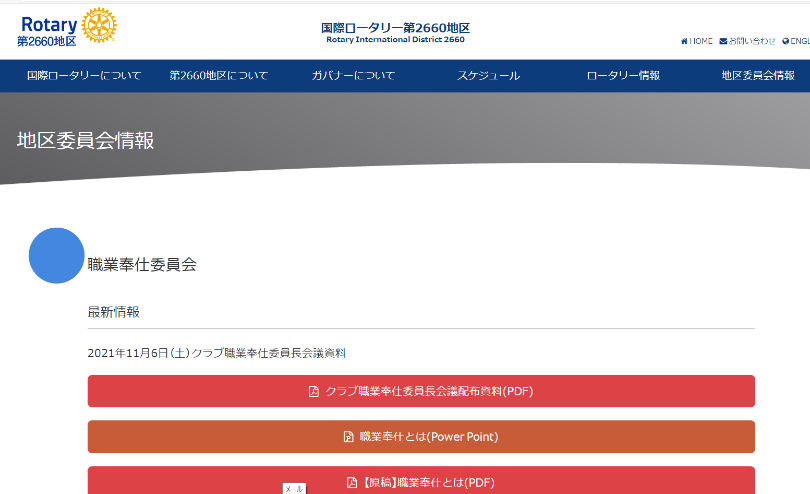 Rotary
第2660地区
国際ロータリー第2660地区
Rotary International District 2660
HOME お問い合わせ ENGL
国際ロータリーについて 第2660地区について ガバナーについて スケジュール ロータリー情報 地区委員会情報
地区委員会情報
職業奉仕委員会
最新情報
2021年11月6日(土)クラブ職業奉仕委員長会議資料
クラブ職業奉仕委員長会議配布資料(PDF)
職業奉仕とは(Power Point)
【原稿】職業奉仕とは(PDF)
メール